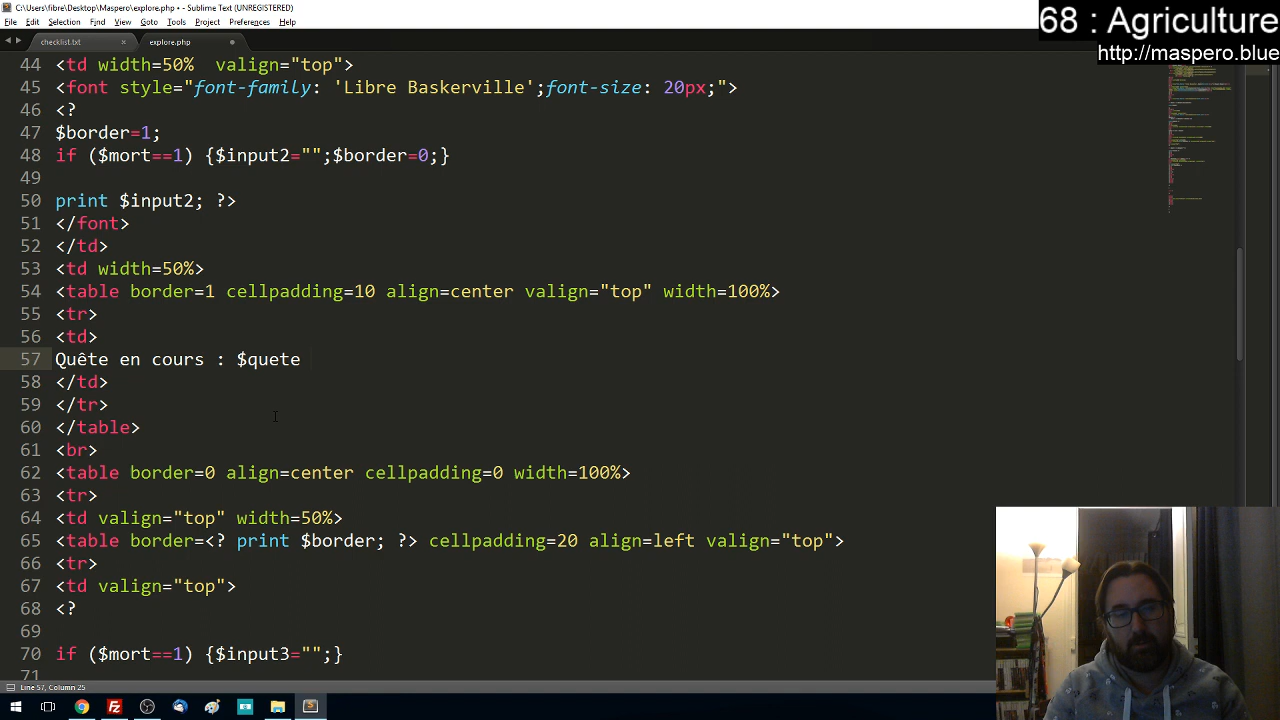 C:\Users\fibre\Desktop\Maspero\explore.php • - Sublime Text (UNREGISTERED)
File Edit Selection Find View Goto Tools Project Preferences Help
68 : Agriculture
http://maspero.blue
checklist.txt × explore.php
44 <td width=50%  valign="top">
45 <font style="font-family: 'Libre Baskerville';font-size: 20px;">
46 <?
47 $border=1;
48 if ($mort==1) {$input2="";$border=0;}
49
50 print $input2; ?>
51 </font>
52 </td>
53 <td width=50%>
54 <table border=1 cellpadding=10 align=center valign="top" width=100%>
55 <tr>
56 <td>
57 Quête en cours : $quete
58 </td>
59 </tr>
60 </table>
61 <br>
62 <table border=0 align=center cellpadding=0 width=100%>
63 <tr>
64 <td valign="top" width=50%>
65 <table border=<? print $border; ?> cellpadding=20 align=left valign="top">
66 <tr>
67 <td valign="top">
68 <?
69
70 if ($mort==1) {$input3="";}
71
Line 57, Column 25